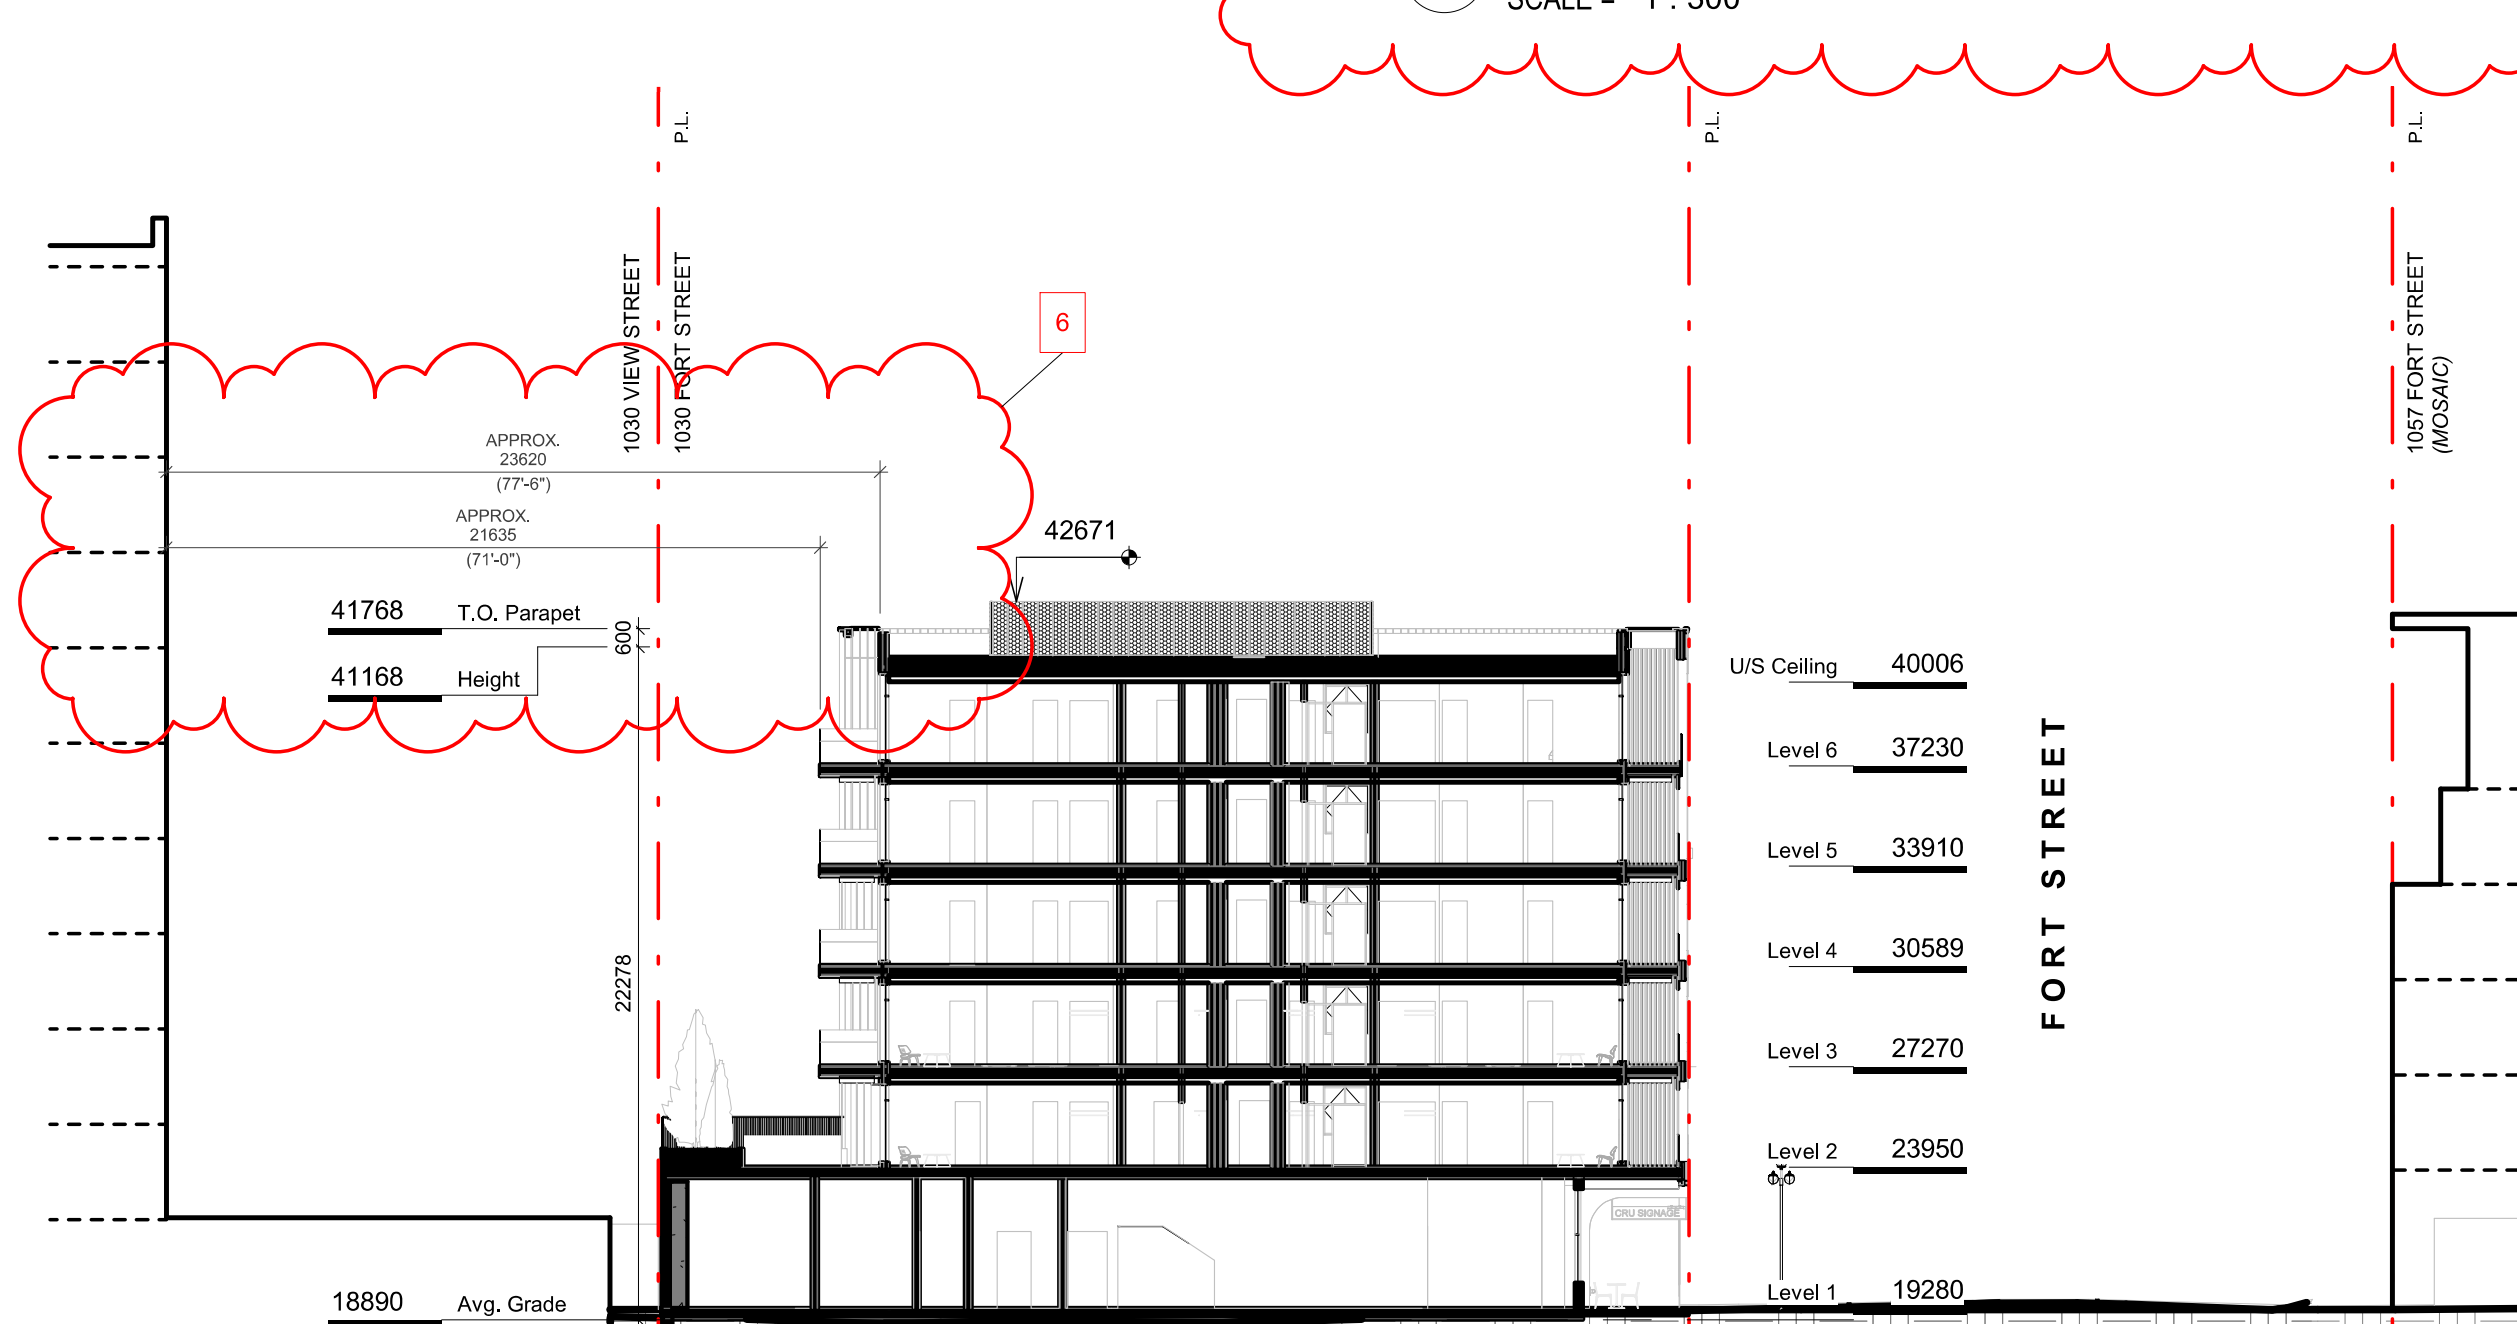 SCALE = 1 : 300
P.L.
P.L.
P.L.
1030 VIEW STREET
1030 FORT STREET
1057 FORT STREET
(MOSAIC)
6
APPROX.
23620
(77'-6")
APPROX.
21635
(71'-0")
42671
41768 T.O. Parapet
600
41168 Height
22278
18890 Avg. Grade
U/S Ceiling 40006
Level 6 37230
Level 5 33910
Level 4 30589
Level 3 27270
Level 2 23950
Level 1 19280
FORT STREET
CRU SIGNAGE